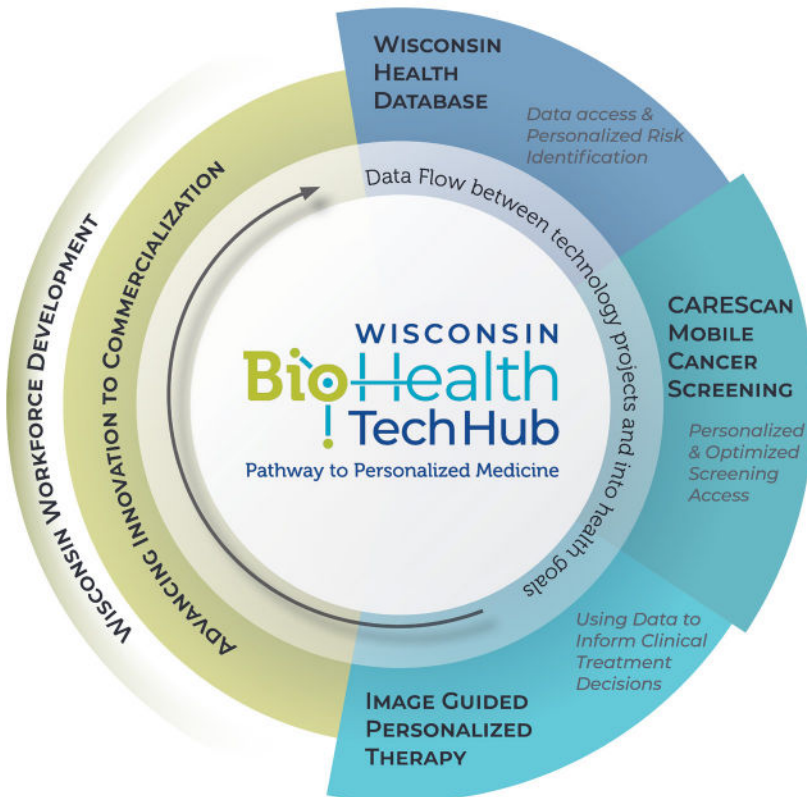 WISCONSIN
HEALTH
DATABASE
Data access &
Personalized Risk
Identification
Data Flow between technology projects and into health goals
CARESCAN
MOBILE
CANCER
SCREENING
Personalized
& Optimized
Screening
Access
Using Data to
Inform Clinical
Treatment
Decisions
IMAGE GUIDED
PERSONALIZED
THERAPY
ADVANCING INNOVATION TO COMMERCIALIZATION
WISCONSIN WORKFORCE DEVELOPMENT
WISCONSIN
BioHealth
TechHub
Pathway to Personalized Medicine